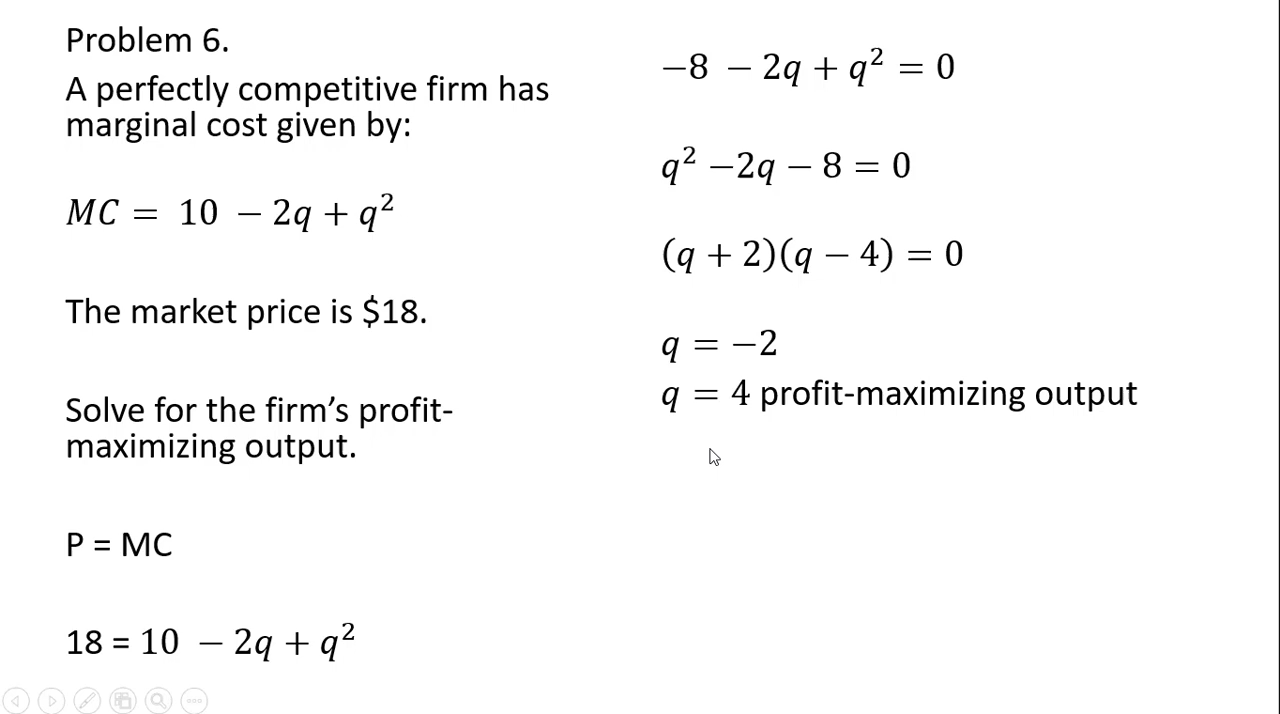 Problem 6.
A perfectly competitive firm has
marginal cost given by:
MC = 10 − 2q + q²
The market price is $18.
Solve for the firm’s profit-
maximizing output.
P = MC
18 = 10 − 2q + q²
−8 − 2q + q² = 0
q² −2q − 8 = 0
(q + 2)(q − 4) = 0
q = −2
q = 4 profit-maximizing output